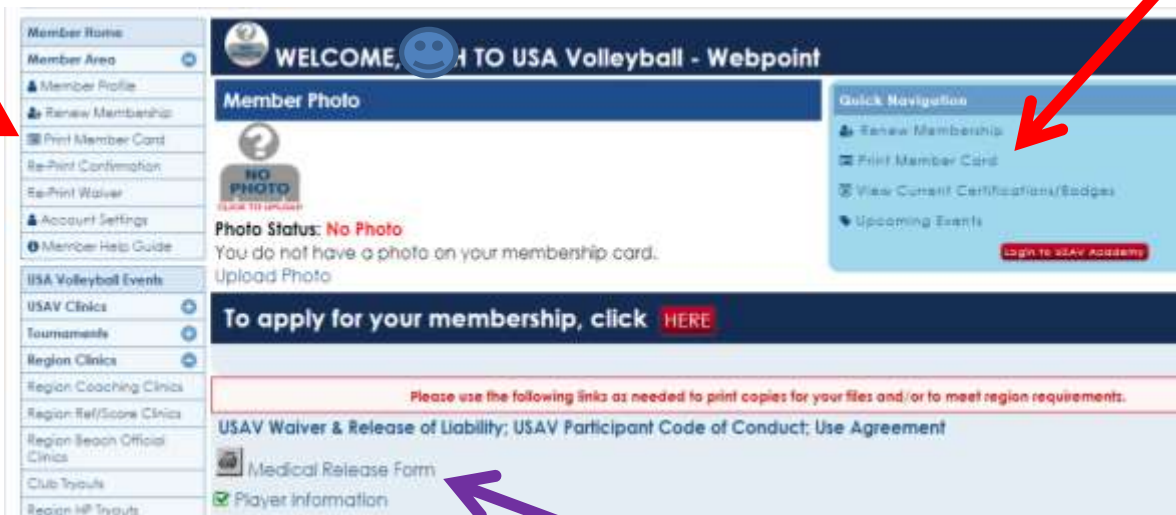 Member Home
Member Area
Member Profile
Renew Membership
Print Member Card
Re-Print Confirmation
Re-Print Waiver
Account Settings
Member Help Guide
USA Volleyball Events
USAV Clinics
Tournaments
Region Clinics
Region Coaching Clinics
Region Ref/Score Clinics
Region Beach Official
Clinics
Club Tryouts
Region HP Tryouts
WELCOME, H TO USA Volleyball - Webpoint
Member Photo
NO
PHOTO
CLICK TO UPLOAD
Photo Status: No Photo
You do not have a photo on your membership card.
Upload Photo
Quick Navigation
Renew Membership
Print Member Card
View Current Certifications/Badges
Upcoming Events
Login to USAV Academy
To apply for your membership, click HERE
Please use the following links as needed to print copies for your files and/or to meet region requirements.
USAV Waiver & Release of Liability; USAV Participant Code of Conduct; Use Agreement
Medical Release Form
Player Information